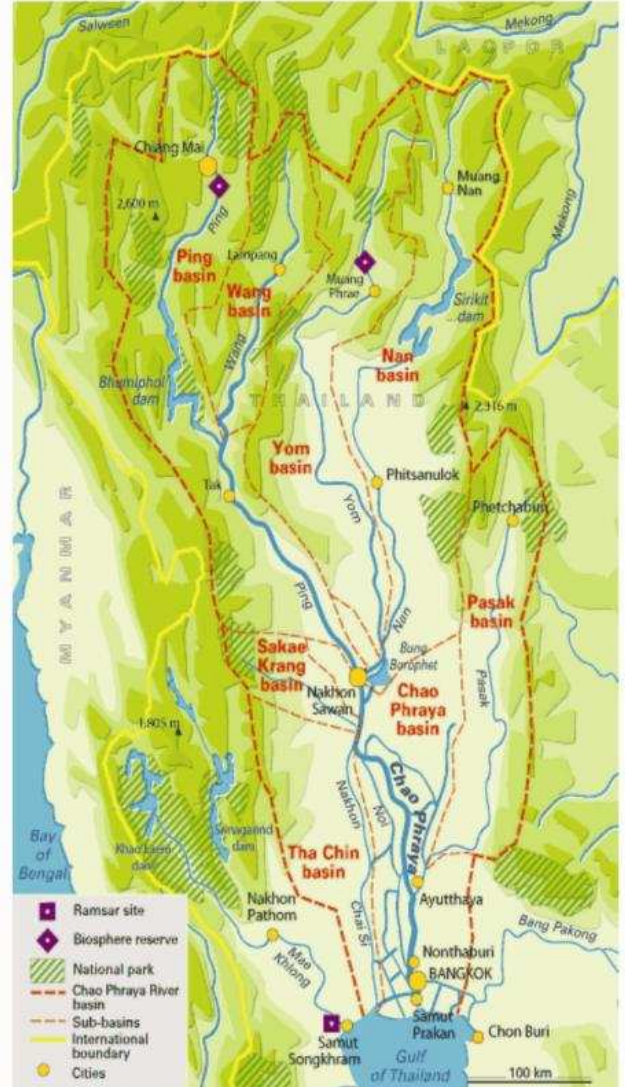 Salween
Mekong
LAOPDR
Chiang Mai
Muang
Nan
2,600 m
Ping
Mekong
Ping
basin
Lampang
Wang
basin
Muang
Phrae
Sirikit
dam
Nan
basin
Wang
Bhumiphol
dam
THAILAND
2,316 m
Yom
basin
Phitsanulok
Tak
Yom
Phetchabun
MYANMAR
Ping
Nan
Pasak
basin
Sakae
Krang
basin
Bung
Boraphet
Pasak
Nakhon
Sawan
Chao
Phraya
basin
1,805 m
Chao Phraya
Nakhon
Noi
Bay
of
Bengal
Khao Laem
dam
Srinagarind
dam
Tha Chin
basin
Chai Si
Ayutthaya
Nakhon
Pathom
Bang Pakong
Mae
Khlong
Nonthaburi
BANGKOK
Samut
Prakan
Chon Buri
Samut
Songkhram
Gulf
of Thailand
100 km
Ramsar site
Biosphere reserve
National park
Chao Phraya River
basin
Sub-basins
International
boundary
Cities